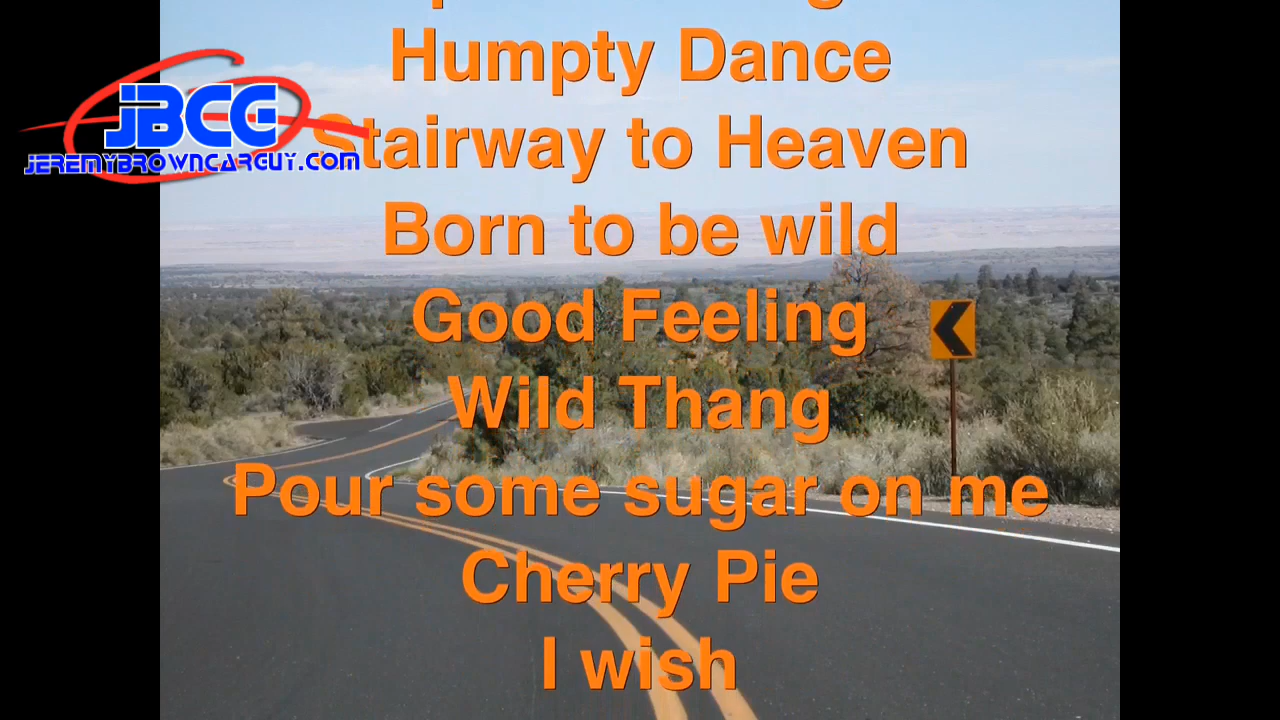 Humpty Dance
JBCG
Stairway to Heaven
JEREMYBROWNCARGUY.COM
Born to be wild
Good Feeling
Wild Thang
Pour some sugar on me
Cherry Pie
I wish